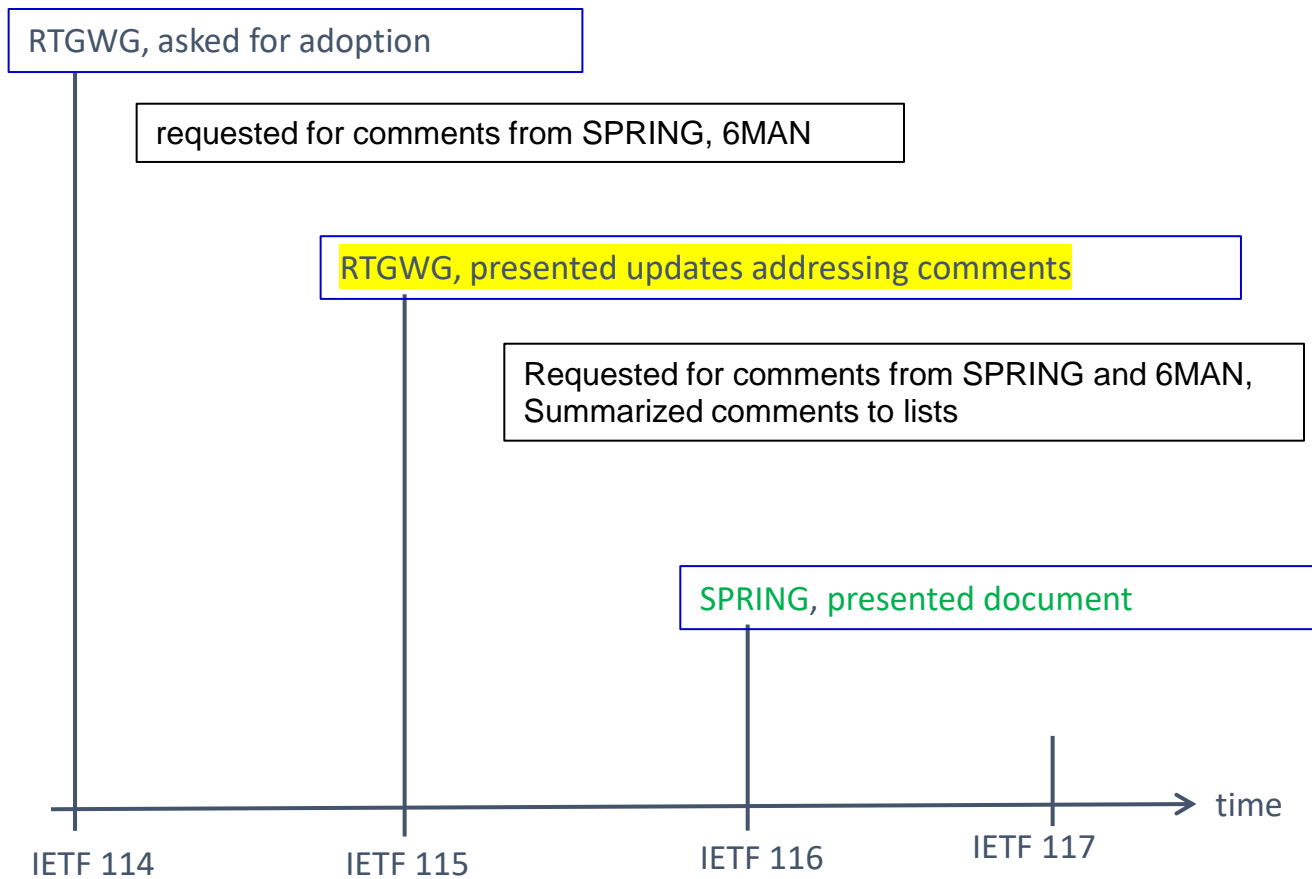 RTGWG, asked for adoption
requested for comments from SPRING, 6MAN
RTGWG, presented updates addressing comments
Requested for comments from SPRING and 6MAN,
Summarized comments to lists
SPRING, presented document
time
IETF 114
IETF 115
IETF 116
IETF 117